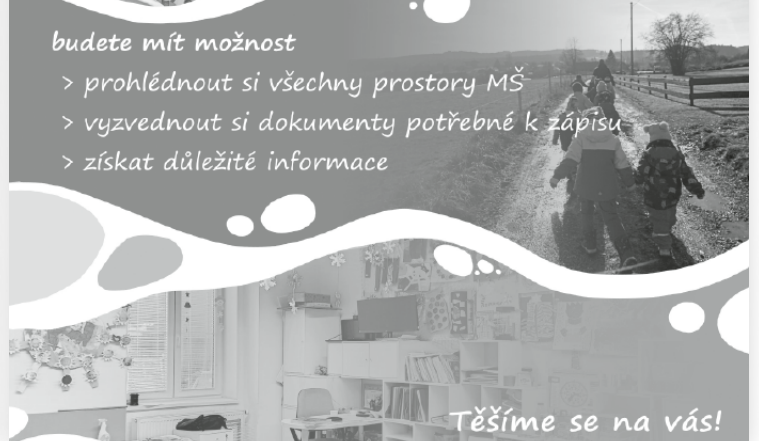 budete mít možnost
> prohlédnout si všechny prostory MŠ
> vyzvednout si dokumenty potřebné k zápisu
> získat důležité informace
Těšíme se na vás!